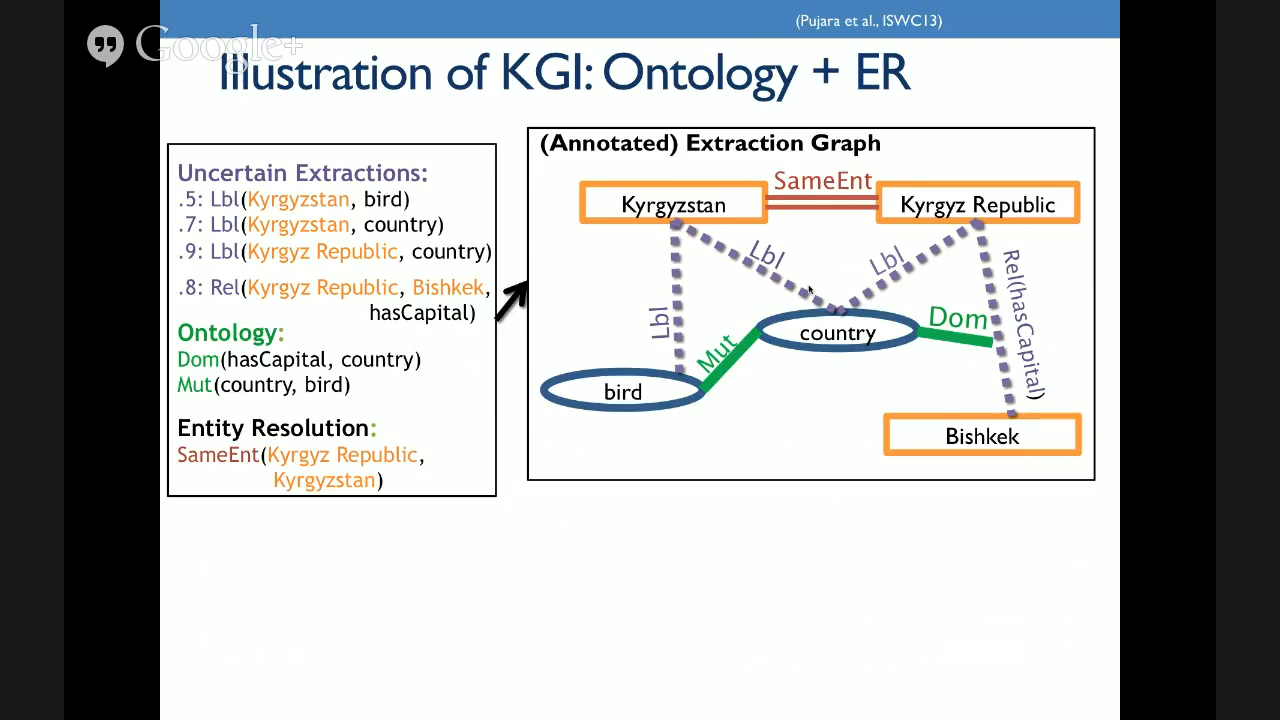 (Pujara et al., ISWC13)
Google+
Illustration of KGI: Ontology + ER
Uncertain Extractions:
.5: Lbl(Kyrgyzstan, bird)
.7: Lbl(Kyrgyzstan, country)
.9: Lbl(Kyrgyz Republic, country)
.8: Rel(Kyrgyz Republic, Bishkek,
hasCapital)
Ontology:
Dom(hasCapital, country)
Mut(country, bird)
Entity Resolution:
SameEnt(Kyrgyz Republic,
Kyrgyzstan)
(Annotated) Extraction Graph
SameEnt
Kyrgyzstan
Kyrgyz Republic
Lbl
Lbl
Rel(hasCapital)
Lbl
Mut
country
Dom
bird
Bishkek